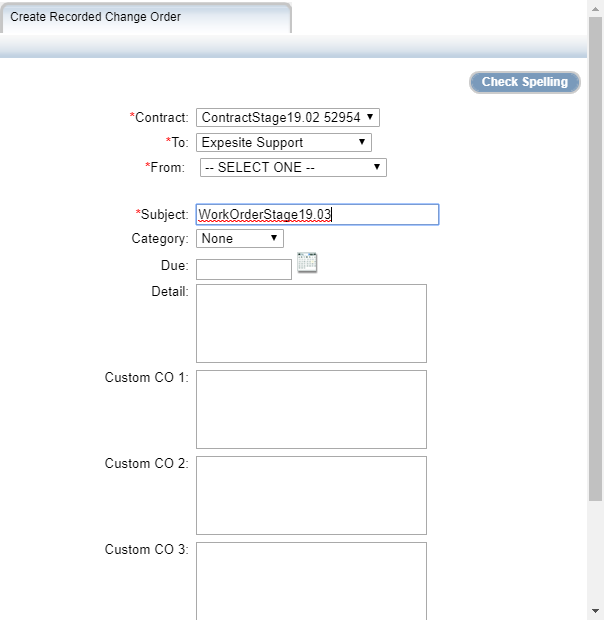 Create Recorded Change Order
Check Spelling
*Contract: ContractStage19.02 52954
*To: Expesite Support
*From: -- SELECT ONE --
*Subject: WorkOrderStage19.03
Category: None
Due:
Detail:
Custom CO 1:
Custom CO 2:
Custom CO 3: